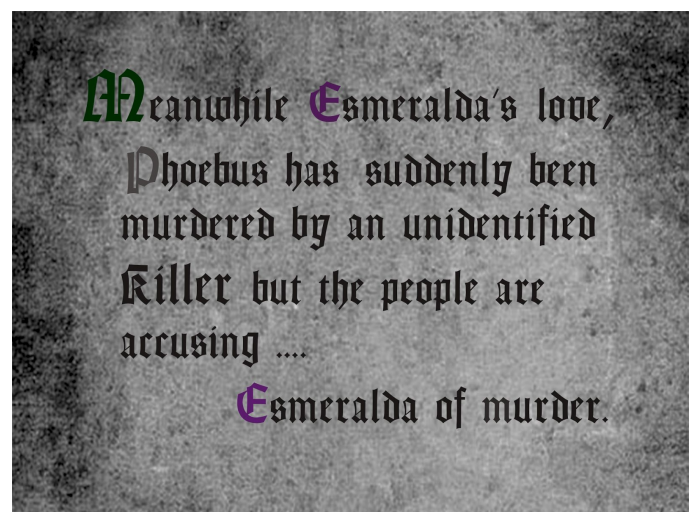 Meanwhile Esmeralda's love,
Phoebus has suddenly been
murdered by an unidentified
Killer but the people are
accusing ....
Esmeralda of murder.